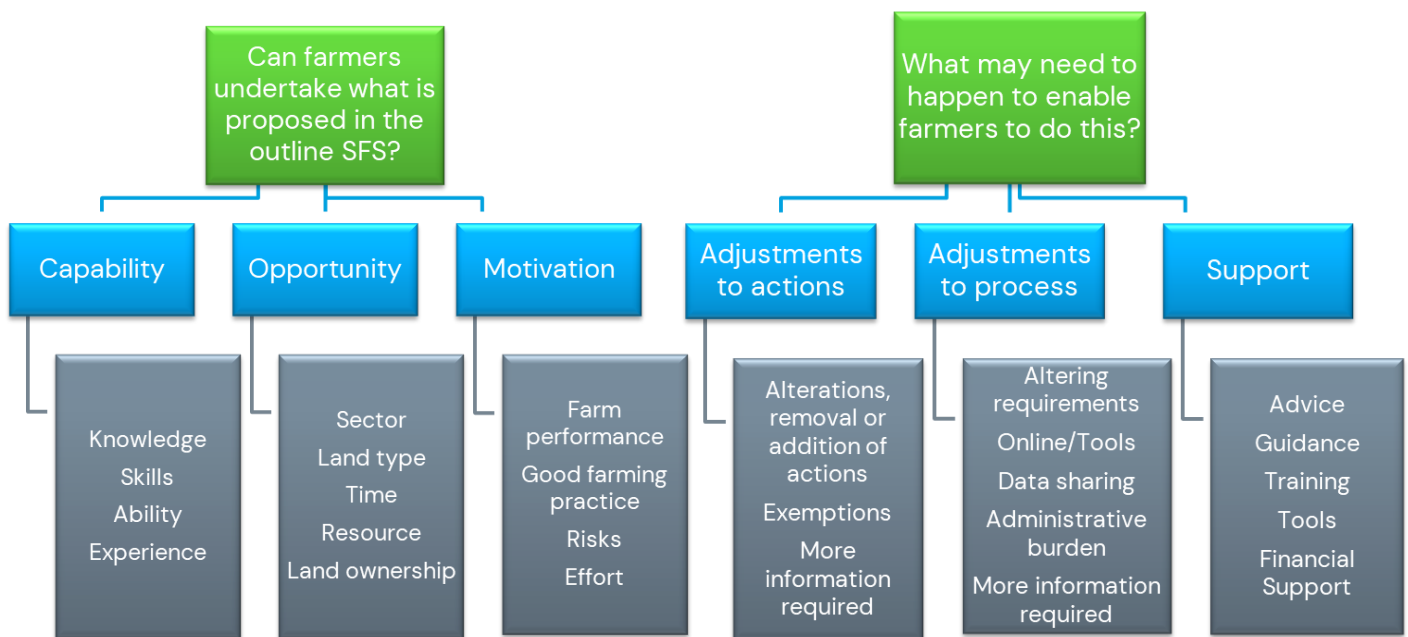 Can farmers
undertake what is
proposed in the
outline SFS?
What may need to
happen to enable
farmers to do this?
Capability
Opportunity
Motivation
Adjustments
to actions
Adjustments
to process
Support
Knowledge
Skills
Ability
Experience
Sector
Land type
Time
Resource
Land ownership
Farm
performance
Good farming
practice
Risks
Effort
Alterations,
removal or
addition of
actions
Exemptions
More
information
required
Altering
requirements
Online/Tools
Data sharing
Administrative
burden
More information
required
Advice
Guidance
Training
Tools
Financial
Support